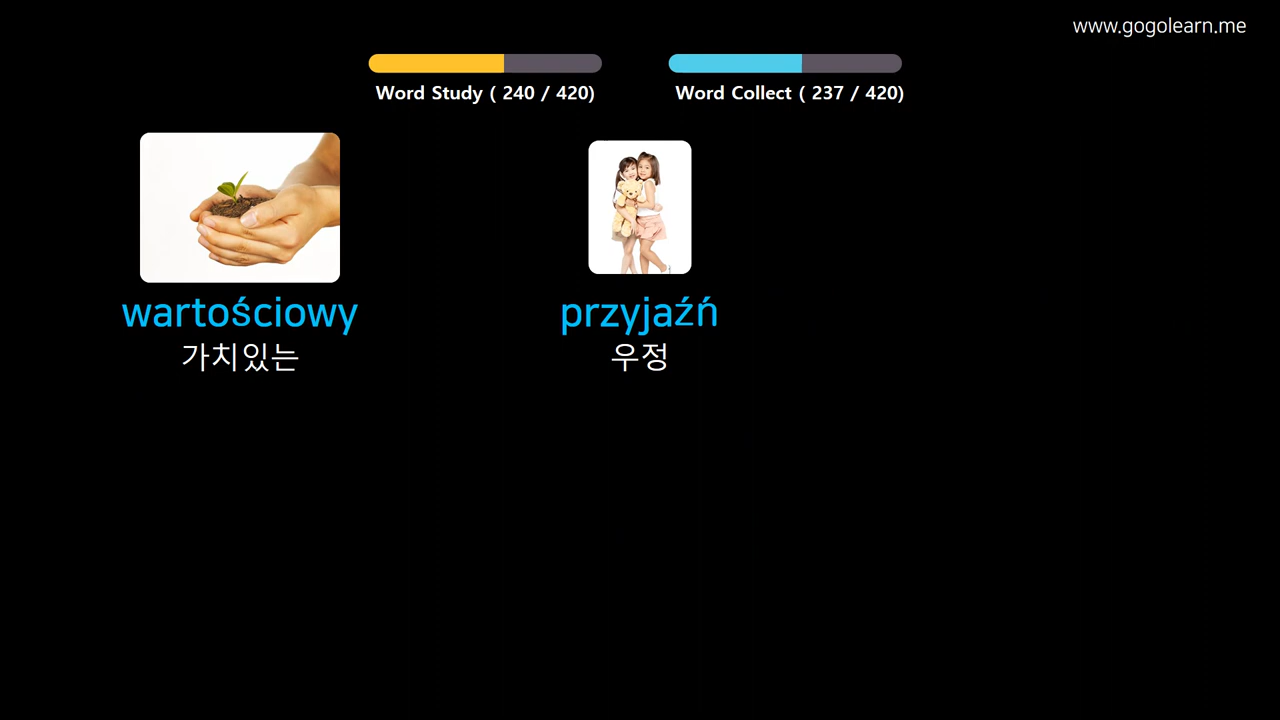 www.gogolearn.me
Word Study ( 240 / 420)
Word Collect ( 237 / 420)
wartościowy
가치있는
przyjaźń
우정